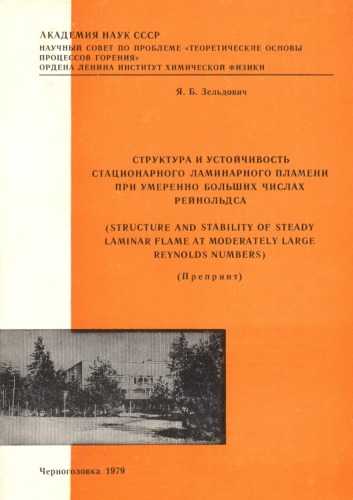 АКАДЕМИЯ НАУК СССР
НАУЧНЫЙ СОВЕТ ПО ПРОБЛЕМЕ «ТЕОРЕТИЧЕСКИЕ ОСНОВЫ
ПРОЦЕССОВ ГОРЕНИЯ»
ОРДЕНА ЛЕНИНА ИНСТИТУТ ХИМИЧЕСКОЙ ФИЗИКИ
Я. Б. Зельдович
СТРУКТУРА И УСТОЙЧИВОСТЬ
СТАЦИОНАРНОГО ЛАМИНАРНОГО ПЛАМЕНИ
ПРИ УМЕРЕННО БОЛЬШИХ ЧИСЛАХ
РЕЙНОЛЬДСА
(STRUCTURE AND STABILITY OF STEADY
LAMINAR FLAME AT MODERATELY LARGE
REYNOLDS NUMBERS)
(Препринт)
Черноголовка 1979